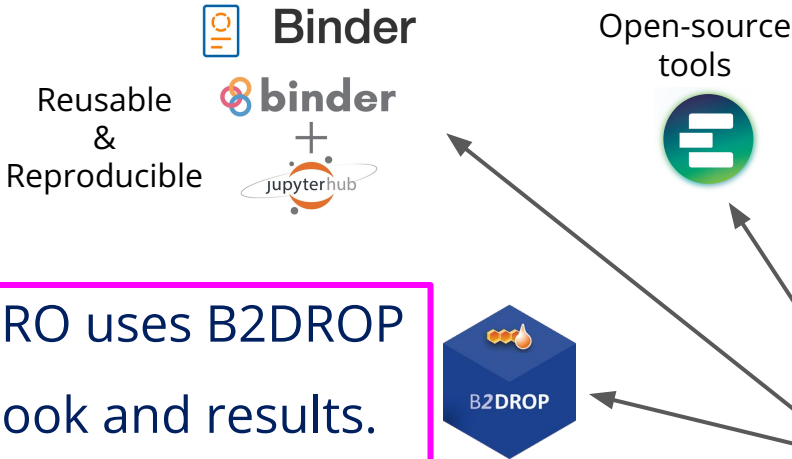 Binder
Open-source
tools
Reusable
&
Reproducible
binder
+
jupyterhub
RO uses B2DROP
ook and results.
B2DROP